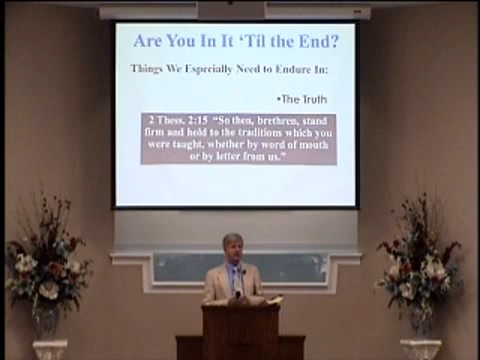 Are You In It ‘Til the End?
Things We Especially Need to Endure In:
•The Truth
2 Thess, 2:15 “So then, brethren, stand
firm and hold to the traditions which you
were taught, whether by word of mouth
or by letter from us.”